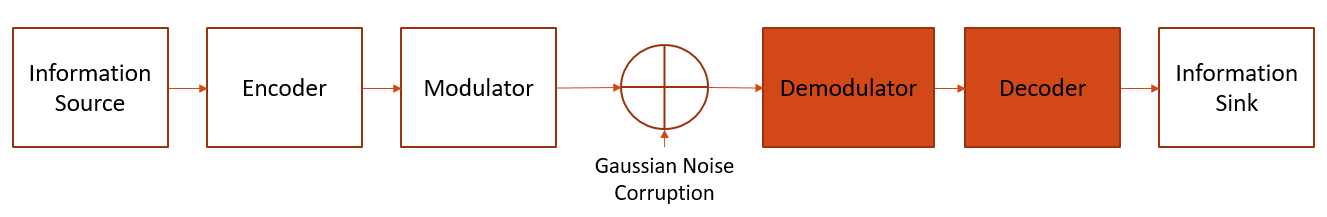 Information
Source
Encoder
Modulator
Gaussian Noise
Corruption
Demodulator
Decoder
Information
Sink